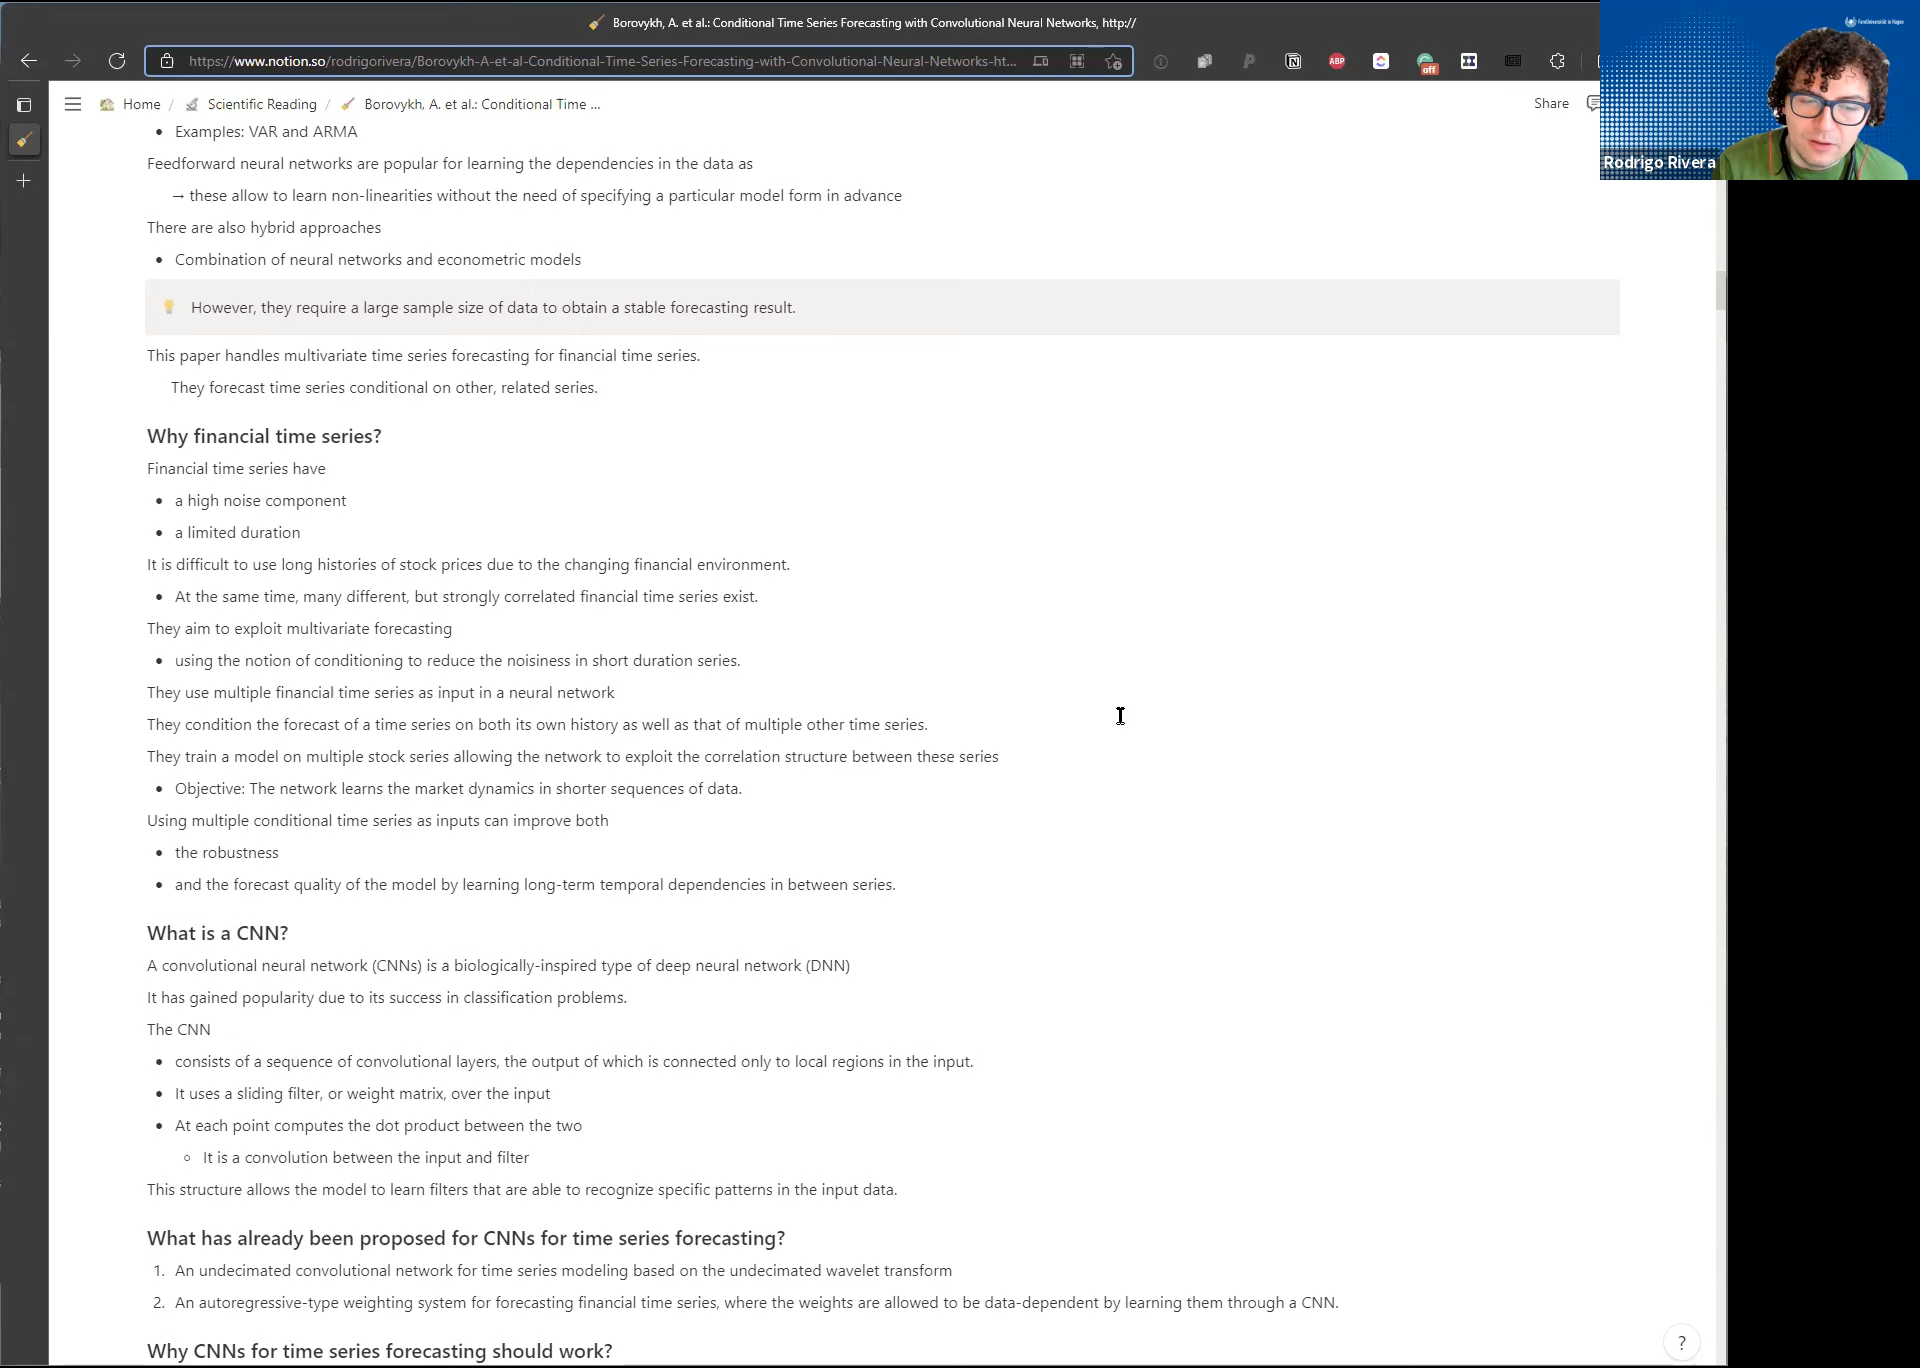 Borovykh, A. et al.: Conditional Time Series Forecasting with Convolutional Neural Networks, http://
https://www.notion.so/rodrigorivera/Borovykh-A-et-al-Conditional-Time-Series-Forecasting-with-Convolutional-Neural-Networks-ht...
ABP
off
Home / Scientific Reading / Borovykh, A. et al.: Conditional Time ...
Share
Rodrigo Rivera
• Examples: VAR and ARMA
Feedforward neural networks are popular for learning the dependencies in the data as
→ these allow to learn non-linearities without the need of specifying a particular model form in advance
There are also hybrid approaches
• Combination of neural networks and econometric models
However, they require a large sample size of data to obtain a stable forecasting result.
This paper handles multivariate time series forecasting for financial time series.
They forecast time series conditional on other, related series.
Why financial time series?
Financial time series have
• a high noise component
• a limited duration
It is difficult to use long histories of stock prices due to the changing financial environment.
• At the same time, many different, but strongly correlated financial time series exist.
They aim to exploit multivariate forecasting
• using the notion of conditioning to reduce the noisiness in short duration series.
They use multiple financial time series as input in a neural network
They condition the forecast of a time series on both its own history as well as that of multiple other time series.
They train a model on multiple stock series allowing the network to exploit the correlation structure between these series
• Objective: The network learns the market dynamics in shorter sequences of data.
Using multiple conditional time series as inputs can improve both
• the robustness
• and the forecast quality of the model by learning long-term temporal dependencies in between series.
What is a CNN?
A convolutional neural network (CNNs) is a biologically-inspired type of deep neural network (DNN)
It has gained popularity due to its success in classification problems.
The CNN
• consists of a sequence of convolutional layers, the output of which is connected only to local regions in the input.
• It uses a sliding filter, or weight matrix, over the input
• At each point computes the dot product between the two
◦ It is a convolution between the input and filter
This structure allows the model to learn filters that are able to recognize specific patterns in the input data.
What has already been proposed for CNNs for time series forecasting?
1. An undecimated convolutional network for time series modeling based on the undecimated wavelet transform
2. An autoregressive-type weighting system for forecasting financial time series, where the weights are allowed to be data-dependent by learning them through a CNN.
Why CNNs for time series forecasting should work?
?